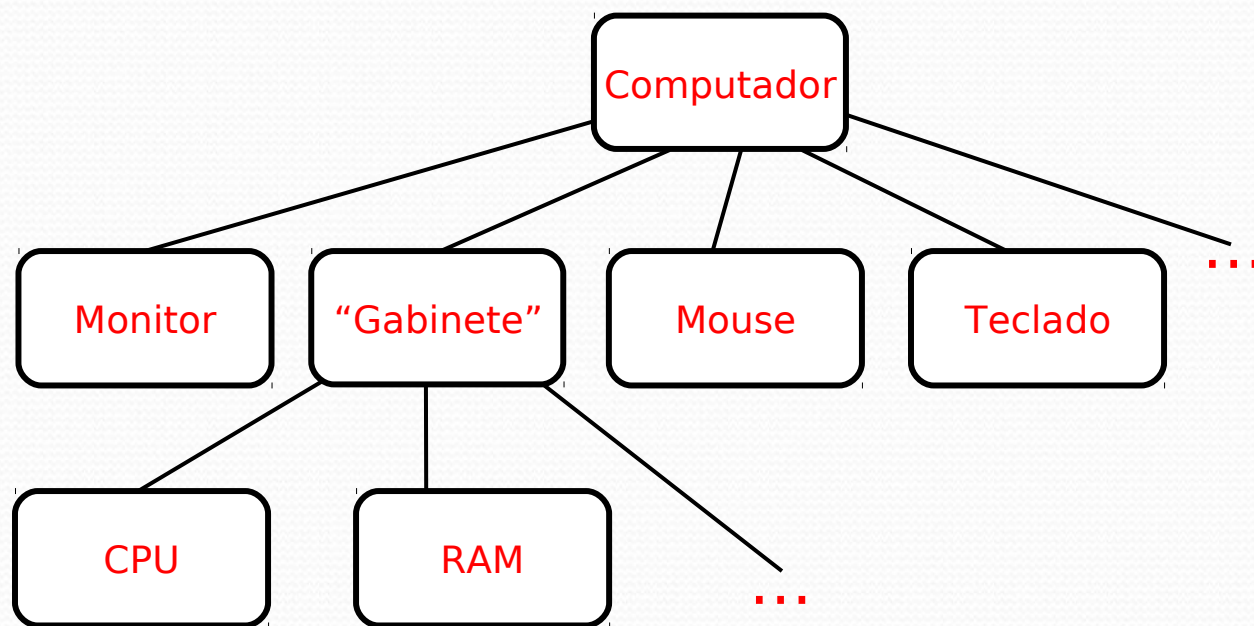 Computador
Monitor
“Gabinete”
Mouse
Teclado
...
CPU
RAM
...